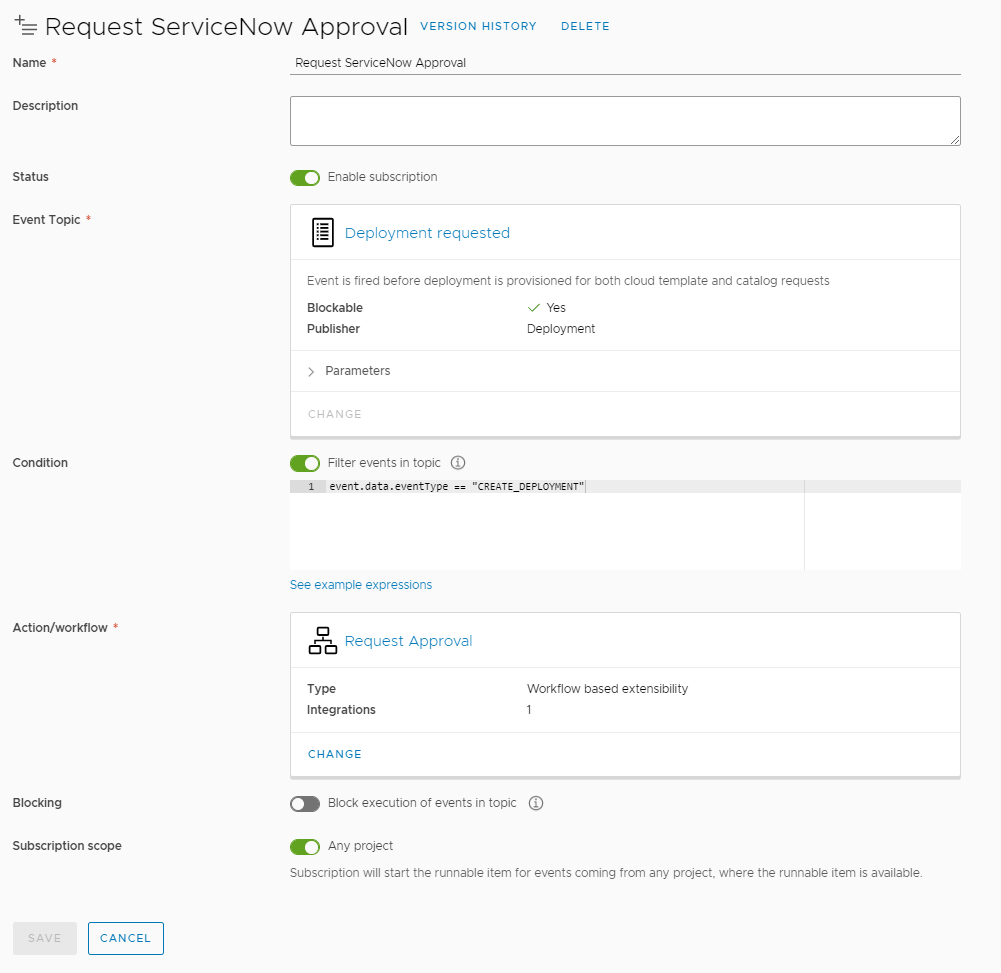 Request ServiceNow Approval VERSION HISTORY DELETE
Name * Request ServiceNow Approval
Description
Status Enable subscription
Event Topic * Deployment requested
Event is fired before deployment is provisioned for both cloud template and catalog requests
Blockable Yes
Publisher Deployment
Parameters
CHANGE
Condition Filter events in topic
1 event.data.eventType == "CREATE_DEPLOYMENT"
See example expressions
Action/workflow * Request Approval
Type Workflow based extensibility
Integrations 1
CHANGE
Blocking Block execution of events in topic
Subscription scope Any project
Subscription will start the runnable item for events coming from any project, where the runnable item is available.
SAVE CANCEL